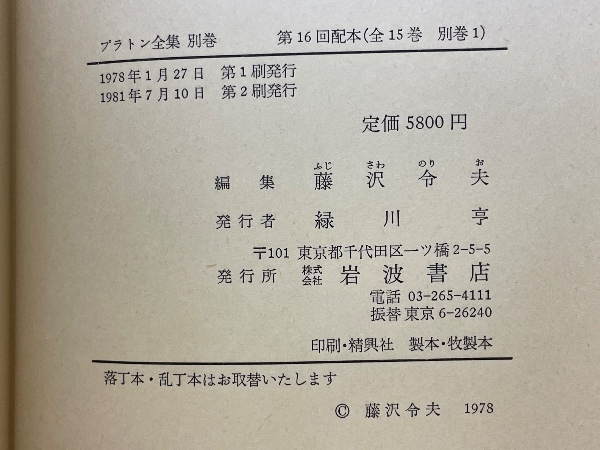 プラトン全集 別巻　第16回配本(全15巻 別巻1)
1978年1月27日 第1刷発行
1981年7月10日 第2刷発行
定価 5800円
ふじ さわ のり お
編集 藤沢令夫
発行者 緑川亨
〒101 東京都千代田区一ツ橋2-5-5
発行所 株式会社 岩波書店
電話 03-265-4111
振替 東京 6-26240
印刷・精興社 製本・牧製本
落丁本・乱丁本はお取替いたします
© 藤沢令夫 1978